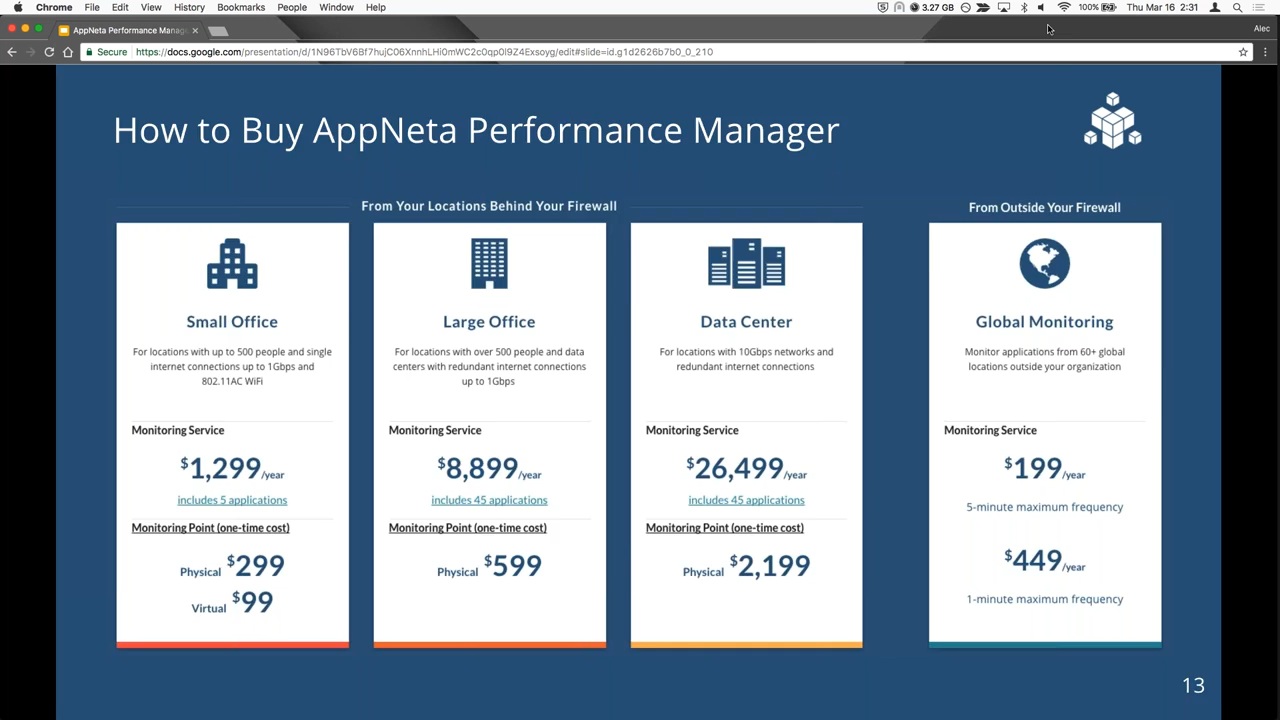 Chrome File Edit View History Bookmarks People Window Help 3.27 GB 100% Thu Mar 16 2:31
AppNeta Performance Manag Alec
Secure https://docs.google.com/presentation/d/1N96TbV6Bf7hujC06XnnhLHi0mWC2c0qp0I9Z4Exsoyg/edit#slide=id.g1d2626b7b0_0_210
How to Buy AppNeta Performance Manager
From Your Locations Behind Your Firewall
From Outside Your Firewall
Small Office
For locations with up to 500 people and single
internet connections up to 1Gbps and
802.11AC WiFi
Monitoring Service
$1,299/year
includes 5 applications
Monitoring Point (one-time cost)
Physical $299
Virtual $99
Large Office
For locations with over 500 people and data
centers with redundant internet connections
up to 1Gbps
Monitoring Service
$8,899/year
includes 45 applications
Monitoring Point (one-time cost)
Physical $599
Data Center
For locations with 10Gbps networks and
redundant internet connections
Monitoring Service
$26,499/year
includes 45 applications
Monitoring Point (one-time cost)
Physical $2,199
Global Monitoring
Monitor applications from 60+ global
locations outside your organization
Monitoring Service
$199/year
5-minute maximum frequency
$449/year
1-minute maximum frequency
13